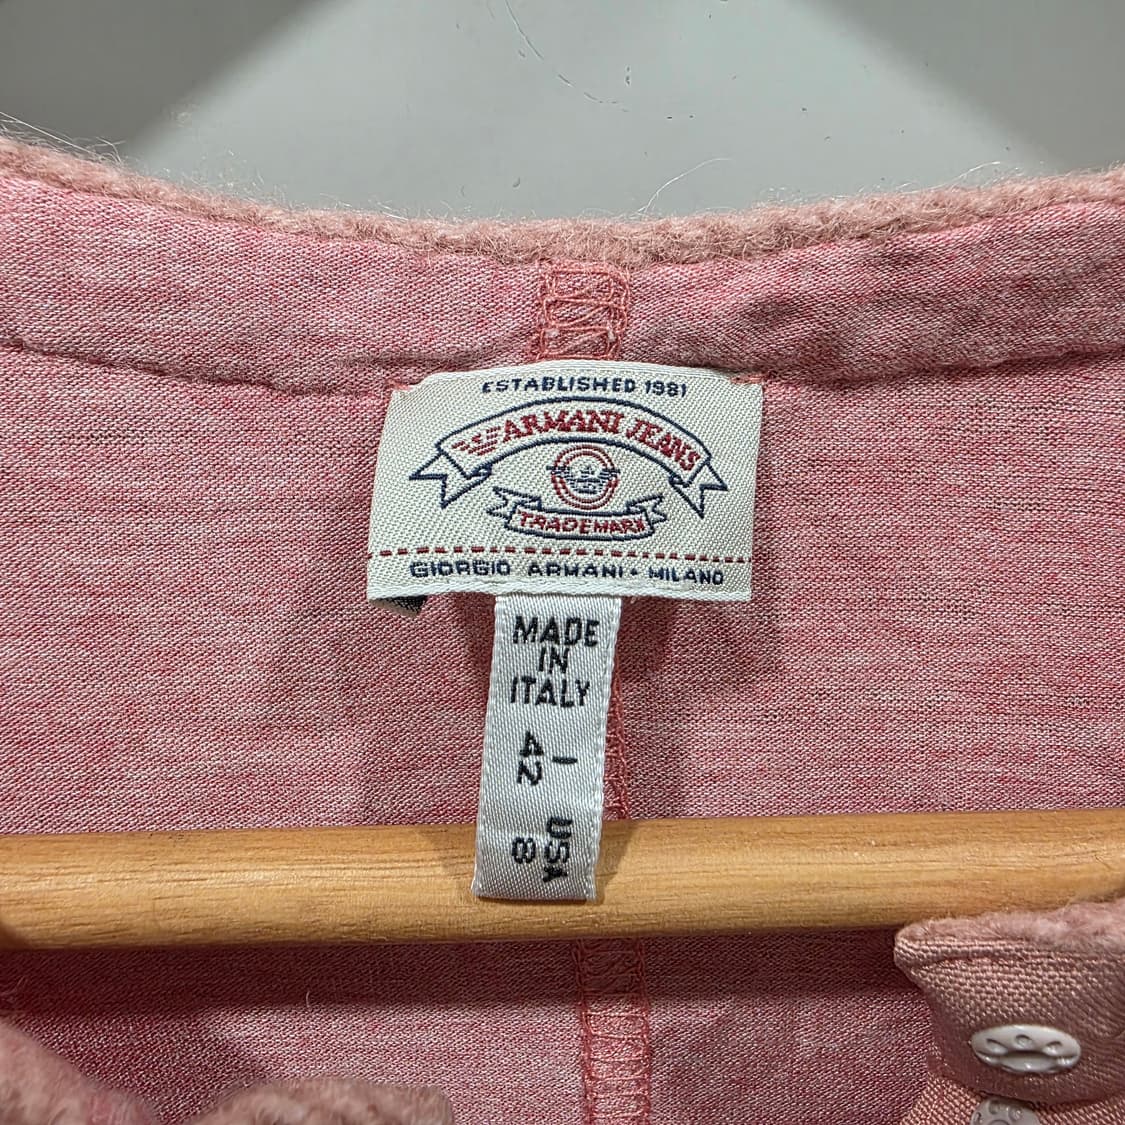 ESTABLISHED 1981
ARMANI JEANS
TRADEMARK
GIORGIO ARMANI • MILANO
MADE
IN
ITALY
I
42
USA
8